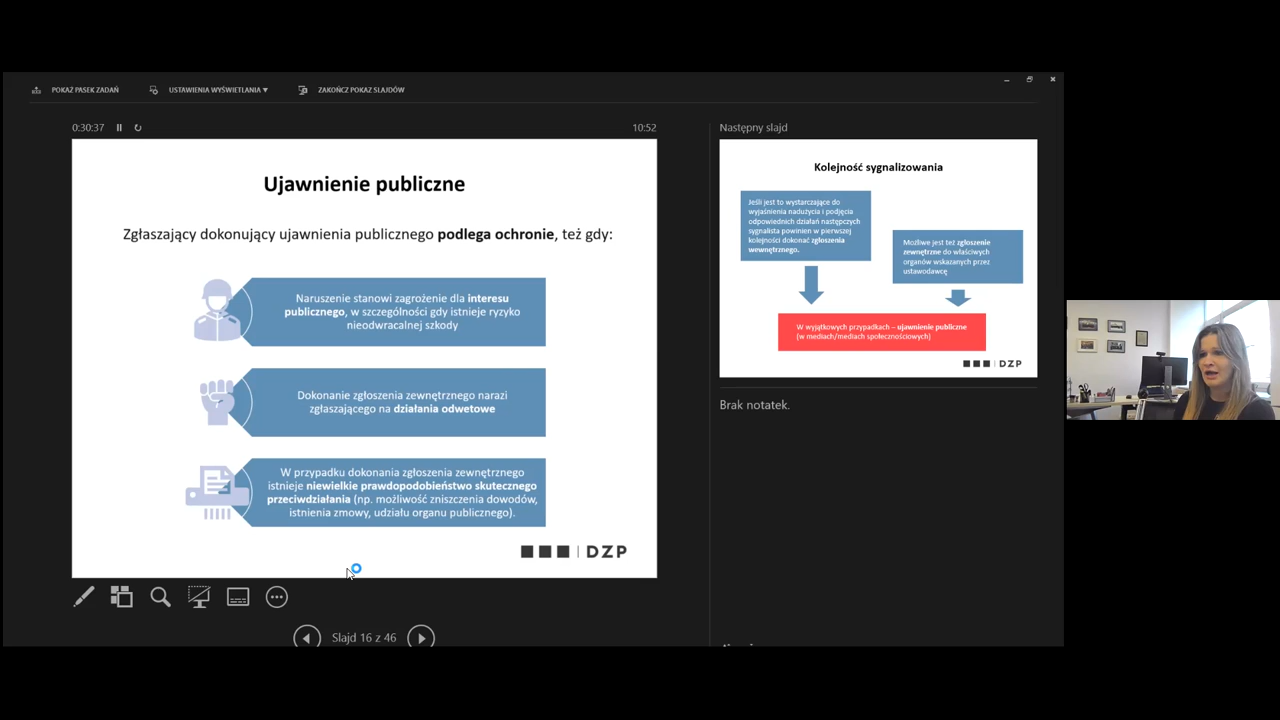 POKAŻ PASEK ZADAŃ
USTAWIENIA WYŚWIETLANIA ▼
ZAKOŃCZ POKAZ SLAJDÓW
0:30:37
10:52
Ujawnienie publiczne
Zgłaszający dokonujący ujawnienia publicznego podlega ochronie, też gdy:
Naruszenie stanowi zagrożenie dla interesu
publicznego, w szczególności gdy istnieje ryzyko
nieodwracalnej szkody
Dokonanie zgłoszenia zewnętrznego narazi
zgłaszającego na działania odwetowe
W przypadku dokonania zgłoszenia zewnętrznego
istnieje niewielkie prawdopodobieństwo skutecznego
przeciwdziałania (np. możliwość zniszczenia dowodów,
istnienia zmowy, udziału organu publicznego).
DZP
Slajd 16 z 46
Następny slajd
Kolejność sygnalizowania
Jeśli jest to wystarczające do
wyjaśnienia nadużycia i podjęcia
odpowiednich działań następczych
sygnalista powinien w pierwszej
kolejności dokonać zgłoszenia
wewnętrznego.
Możliwe jest też zgłoszenie
zewnętrzne do właściwych
organów wskazanych przez
ustawodawcę
W wyjątkowych przypadkach – ujawnienie publiczne
(w mediach/mediach społecznościowych)
DZP
Brak notatek.